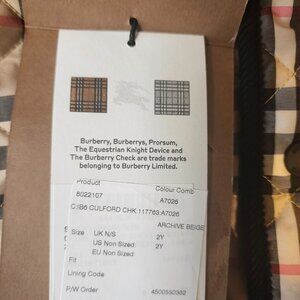 Burberry, Burberrys, Prorsum,
The Equestrian Knight Device and
The Burberry Check are trade marks
belonging to Burberry Limited.
Product Colour Comb
8022107 A7026
C:IB6 CULFORD CHK:117763:A7026
ARCHIVE BEIGE
Size UK N/S 2Y
US Non Sized: 2Y
EU Non Sized:
Fit
Lining Code
P/W Order 4500550382